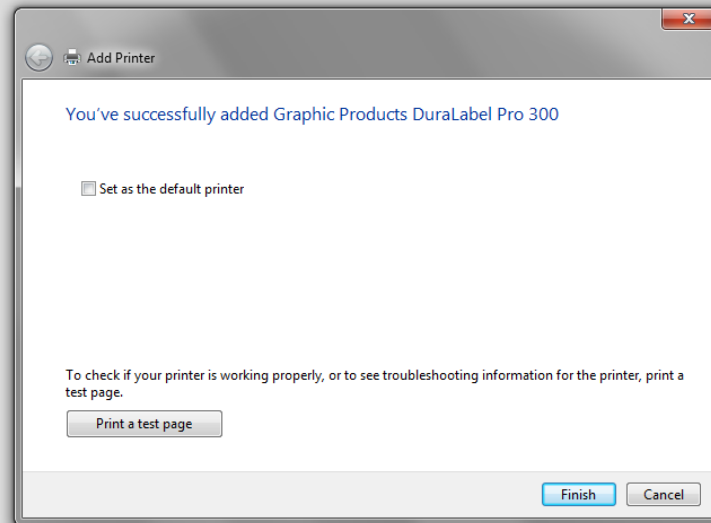 Add Printer
You've successfully added Graphic Products DuraLabel Pro 300
Set as the default printer
To check if your printer is working properly, or to see troubleshooting information for the printer, print a
test page.
Print a test page
Finish Cancel